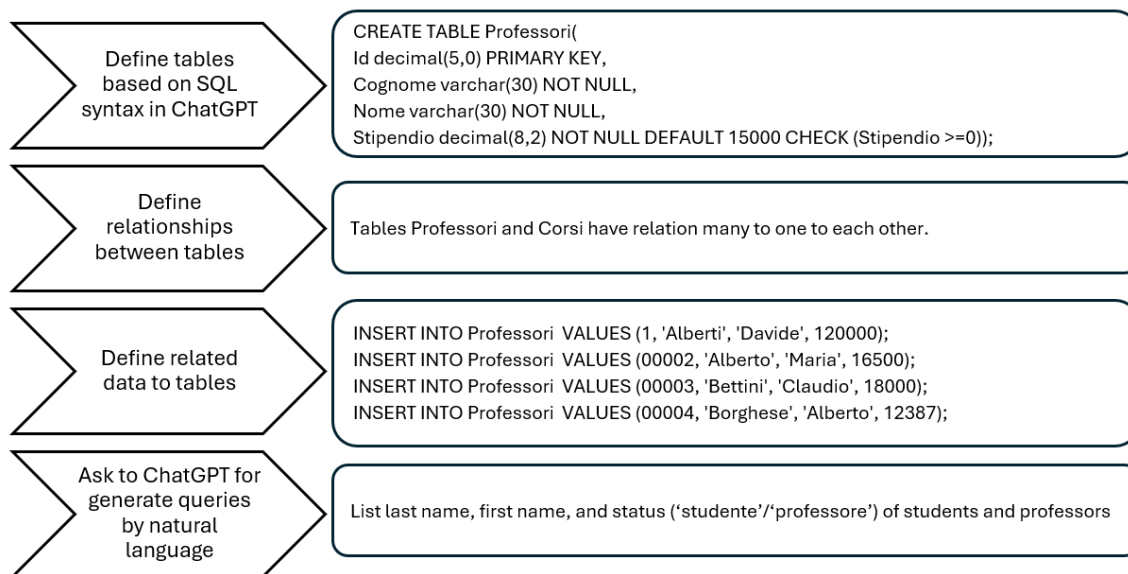 Define tables
based on SQL
syntax in ChatGPT
CREATE TABLE Professori(
Id decimal(5,0) PRIMARY KEY,
Cognome varchar(30) NOT NULL,
Nome varchar(30) NOT NULL,
Stipendio decimal(8,2) NOT NULL DEFAULT 15000 CHECK (Stipendio >=0));
Define
relationships
between tables
Tables Professori and Corsi have relation many to one to each other.
Define related
data to tables
INSERT INTO Professori VALUES (1, 'Alberti', 'Davide', 120000);
INSERT INTO Professori VALUES (00002, 'Alberto', 'Maria', 16500);
INSERT INTO Professori VALUES (00003, 'Bettini', 'Claudio', 18000);
INSERT INTO Professori VALUES (00004, 'Borghese', 'Alberto', 12387);
Ask to ChatGPT for
generate queries
by natural
language
List last name, first name, and status (‘studente’/‘professore’) of students and professors